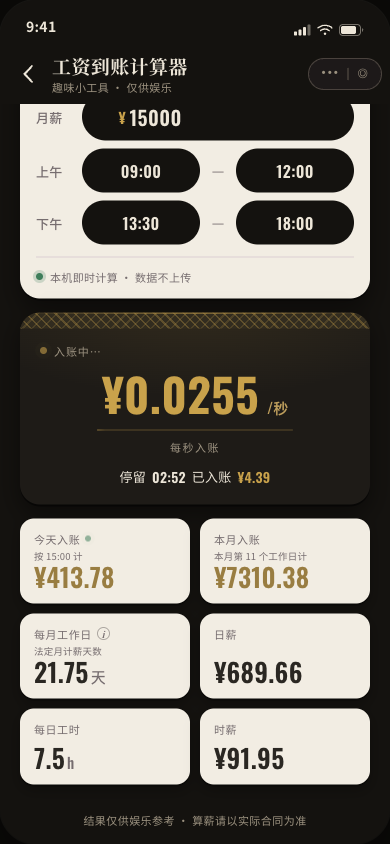 9:41
工资到账计算器
趣味小工具 · 仅供娱乐
月薪 ¥15000
上午 09:00 — 12:00
下午 13:30 — 18:00
本机即时计算 · 数据不上传
入账中···
¥0.0255 /秒
每秒入账
停留 02:52 已入账 ¥4.39
今天入账
按 15:00 计
¥413.78
本月入账
本月第 11 个工作日计
¥7310.38
每月工作日 i
法定月计薪天数
21.75天
日薪
¥689.66
每日工时
7.5h
时薪
¥91.95
结果仅供娱乐参考 · 算薪请以实际合同为准